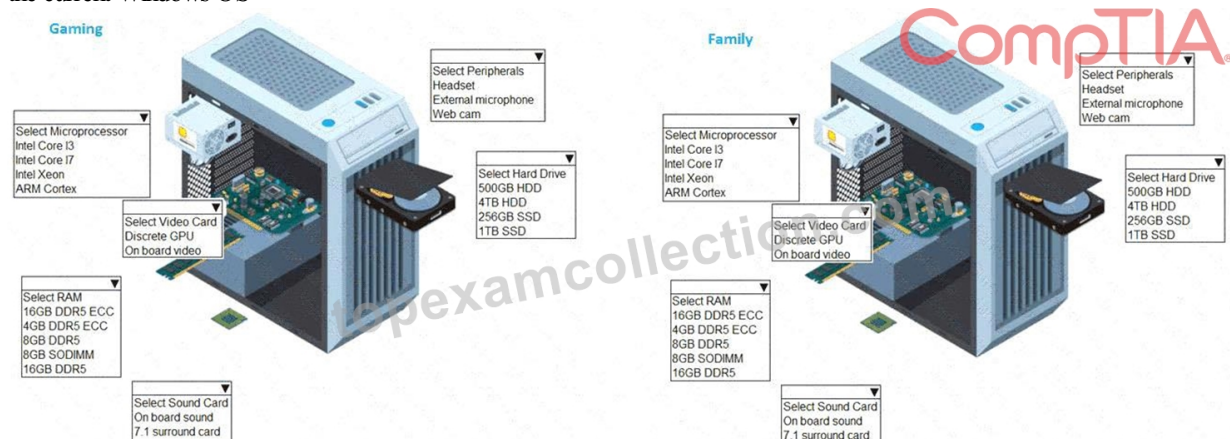 the current Windows OS
Gaming
Family
CompTIA
Select Peripherals
Headset
External microphone
Web cam
Select Microprocessor
Intel Core I3
Intel Core I7
Intel Xeon
ARM Cortex
Select Hard Drive
500GB HDD
4TB HDD
256GB SSD
1TB SSD
Select Video Card
Discrete GPU
On board video
Select RAM
16GB DDR5 ECC
4GB DDR5 ECC
8GB DDR5
8GB SODIMM
16GB DDR5
Select Sound Card
On board sound
7.1 surround card
Select Peripherals
Headset
External microphone
Web cam
Select Microprocessor
Intel Core I3
Intel Core I7
Intel Xeon
ARM Cortex
Select Hard Drive
500GB HDD
4TB HDD
256GB SSD
1TB SSD
Select Video Card
Discrete GPU
On board video
Select RAM
16GB DDR5 ECC
4GB DDR5 ECC
8GB DDR5
8GB SODIMM
16GB DDR5
Select Sound Card
On board sound
7.1 surround card
topexamcollection.com